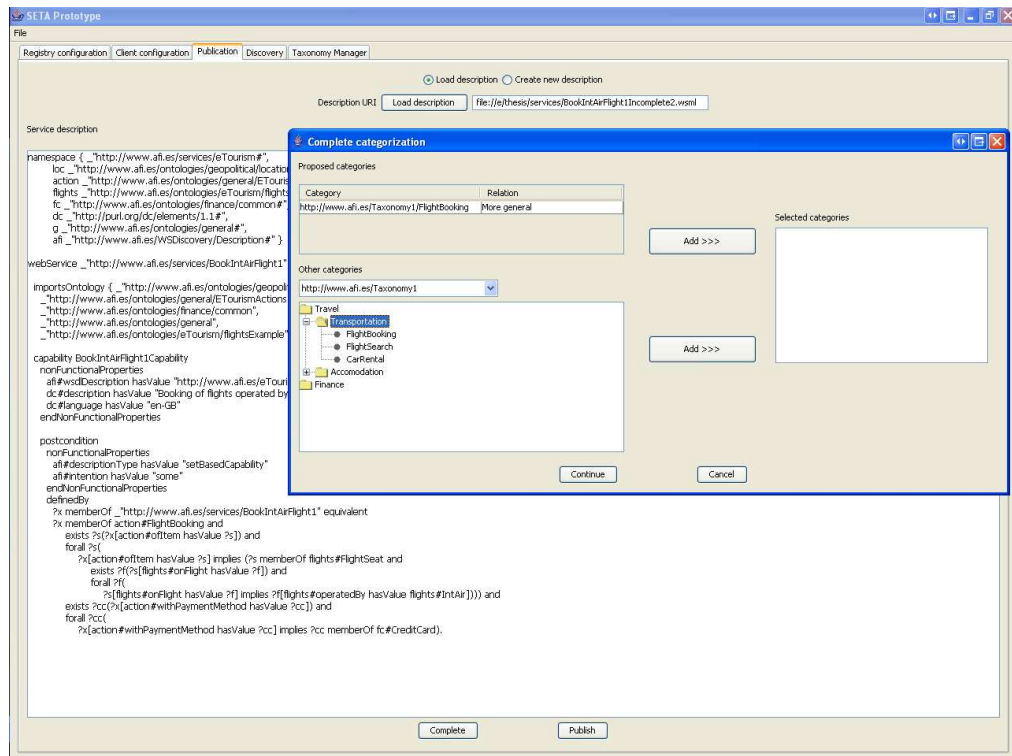 SETA Prototype
File
Registry configuration Client configuration Publication Discovery Taxonomy Manager
Load description Create new description
Description URI Load description file://e/thesis/services/BookIntAirFlight1Incomplete2.wsml
Service description
namespace { _"http://www.afi.es/services/eTourism#",
loc _"http://www.afi.es/ontologies/geopolitical/location
action _"http://www.afi.es/ontologies/general/ETouris
flights _"http://www.afi.es/ontologies/eTourism/flights
fc _"http://www.afi.es/ontologies/finance/common#",
dc _"http://purl.org/dc/elements/1.1#",
g _"http://www.afi.es/ontologies/general#",
afi _"http://www.afi.es/WSDiscovery/Description#" }
webService _"http://www.afi.es/services/BookIntAirFlight1"
importsOntology { _"http://www.afi.es/ontologies/geopoli
_"http://www.afi.es/ontologies/general/ETourismActions
_"http://www.afi.es/ontologies/finance/common",
_"http://www.afi.es/ontologies/general",
_"http://www.afi.es/ontologies/eTourism/flightsExample"
capability BookIntAirFlight1Capability
nonFunctionalProperties
afi#wsdlDescription hasValue "http://www.afi.es/eTouri
dc#description hasValue "Booking of flights operated by
dc#language hasValue "en-GB"
endNonFunctionalProperties
postcondition
nonFunctionalProperties
afi#descriptionType hasValue "setBasedCapability"
afi#intention hasValue "some"
endNonFunctionalProperties
definedBy
?x memberOf _"http://www.afi.es/services/BookIntAirFlight1" equivalent
?x memberOf action#FlightBooking and
exists ?s(?x[action#ofItem hasValue ?s]) and
forall ?s(
?x[action#ofItem hasValue ?s] implies (?s memberOf flights#FlightSeat and
exists ?f(?s[flights#onFlight hasValue ?f]) and
forall ?f(
?s[flights#onFlight hasValue ?f] implies ?f[flights#operatedBy hasValue flights#IntAir]))) and
exists ?cc(?x[action#withPaymentMethod hasValue ?cc]) and
forall ?cc(
?x[action#withPaymentMethod hasValue ?cc] implies ?cc memberOf fc#CreditCard).
Complete Publish
Complete categorization
Proposed categories
Category Relation
http://www.afi.es/Taxonomy1/FlightBooking More general
Add >>>
Selected categories
Other categories
http://www.afi.es/Taxonomy1
Travel
Transportation
FlightBooking
FlightSearch
CarRental
Accomodation
Finance
Add >>>
Continue Cancel